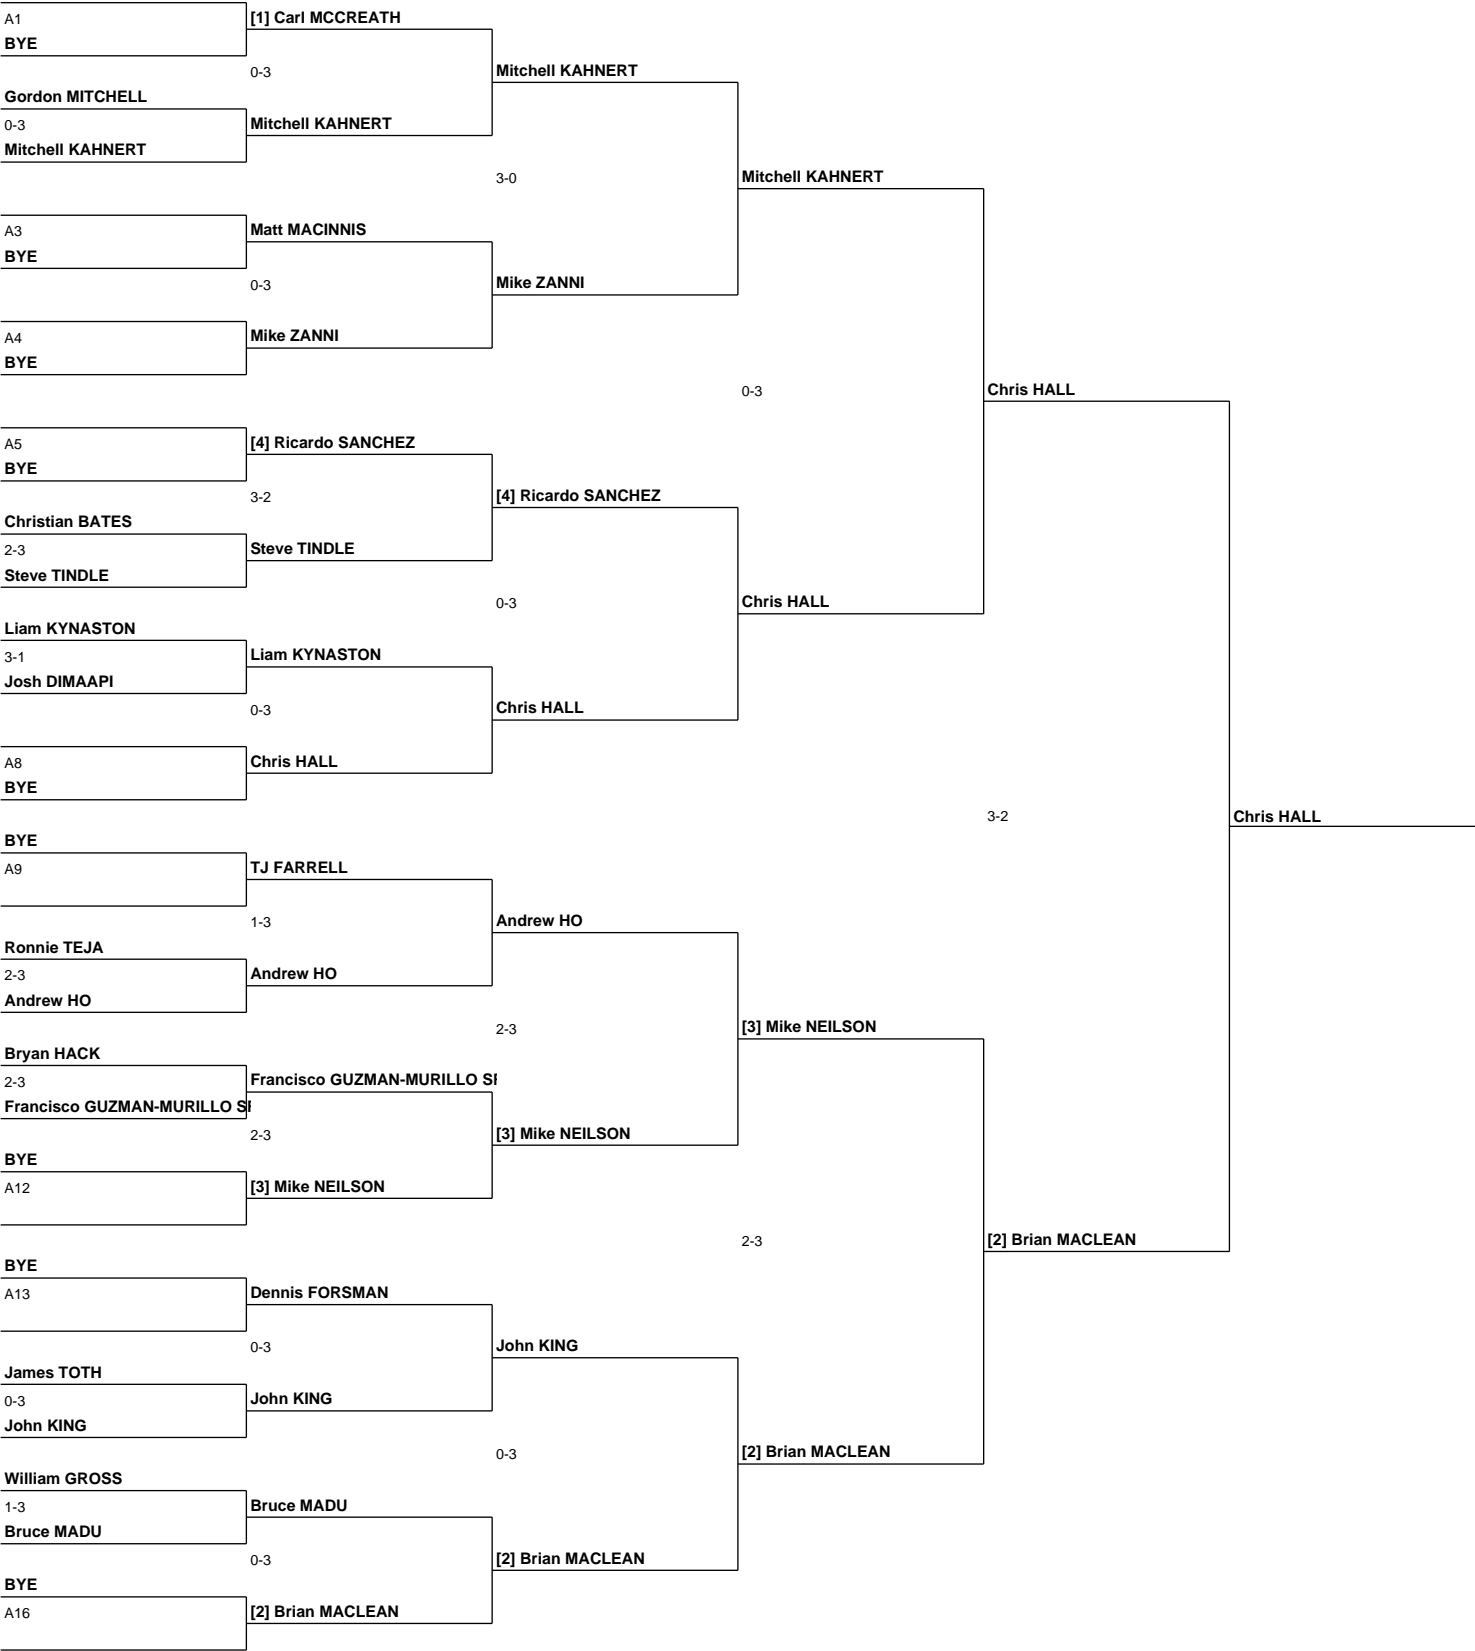 A1
BYE
[1] Carl MCCREATH
0-3
Mitchell KAHNERT
Gordon MITCHELL
0-3
Mitchell KAHNERT
Mitchell KAHNERT
3-0
Mitchell KAHNERT
A3
BYE
Matt MACINNIS
0-3
Mike ZANNI
A4
BYE
Mike ZANNI
0-3
Chris HALL
A5
BYE
[4] Ricardo SANCHEZ
3-2
[4] Ricardo SANCHEZ
Christian BATES
2-3
Steve TINDLE
Steve TINDLE
0-3
Chris HALL
Liam KYNASTON
3-1
Josh DIMAAPI
Liam KYNASTON
0-3
Chris HALL
A8
BYE
Chris HALL
3-2
Chris HALL
BYE
A9
TJ FARRELL
1-3
Andrew HO
Ronnie TEJA
2-3
Andrew HO
Andrew HO
2-3
[3] Mike NEILSON
Bryan HACK
2-3
Francisco GUZMAN-MURILLO
Francisco GUZMAN-MURILLO
2-3
[3] Mike NEILSON
BYE
A12
[3] Mike NEILSON
2-3
[2] Brian MACLEAN
BYE
A13
Dennis FORSMAN
0-3
John KING
James TOTH
0-3
John KING
John KING
0-3
[2] Brian MACLEAN
William GROSS
1-3
Bruce MADU
Bruce MADU
0-3
[2] Brian MACLEAN
BYE
A16
[2] Brian MACLEAN